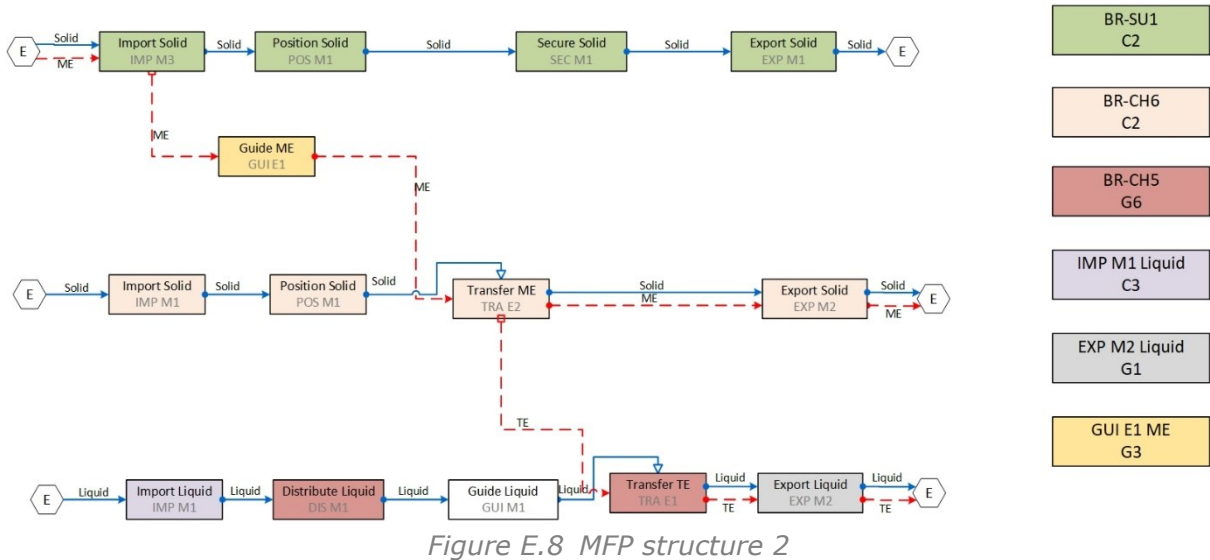 E
Solid
ME
Import Solid
IMP M3
Solid
Position Solid
POS M1
Solid
Secure Solid
SEC M1
Solid
Export Solid
EXP M1
Solid
E
ME
Guide ME
GUI E1
ME
E
Solid
Import Solid
IMP M1
Solid
Position Solid
POS M1
Solid
Transfer ME
TRA E2
Solid
ME
Export Solid
EXP M2
Solid
ME
E
TE
E
Liquid
Import Liquid
IMP M1
Liquid
Distribute Liquid
DIS M1
Liquid
Guide Liquid
GUI M1
Liquid
Transfer TE
TRA E1
Liquid
TE
Export Liquid
EXP M2
Liquid
TE
E
BR-SU1
C2
BR-CH6
C2
BR-CH5
G6
IMP M1 Liquid
C3
EXP M2 Liquid
G1
GUI E1 ME
G3
Figure E.8 MFP structure 2